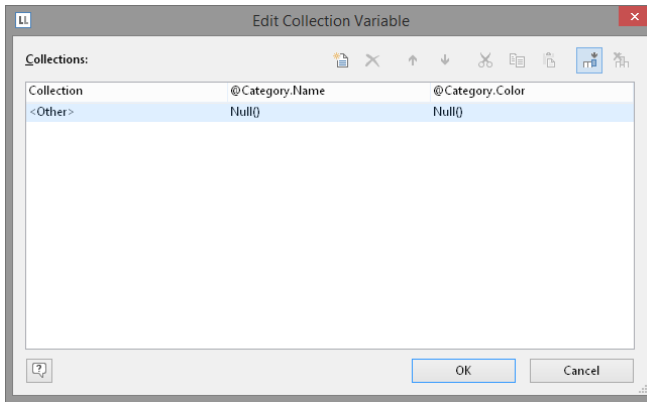 LL Edit Collection Variable
Collections:
Collection @Category.Name @Category.Color
<Other> Null() Null()
OK Cancel